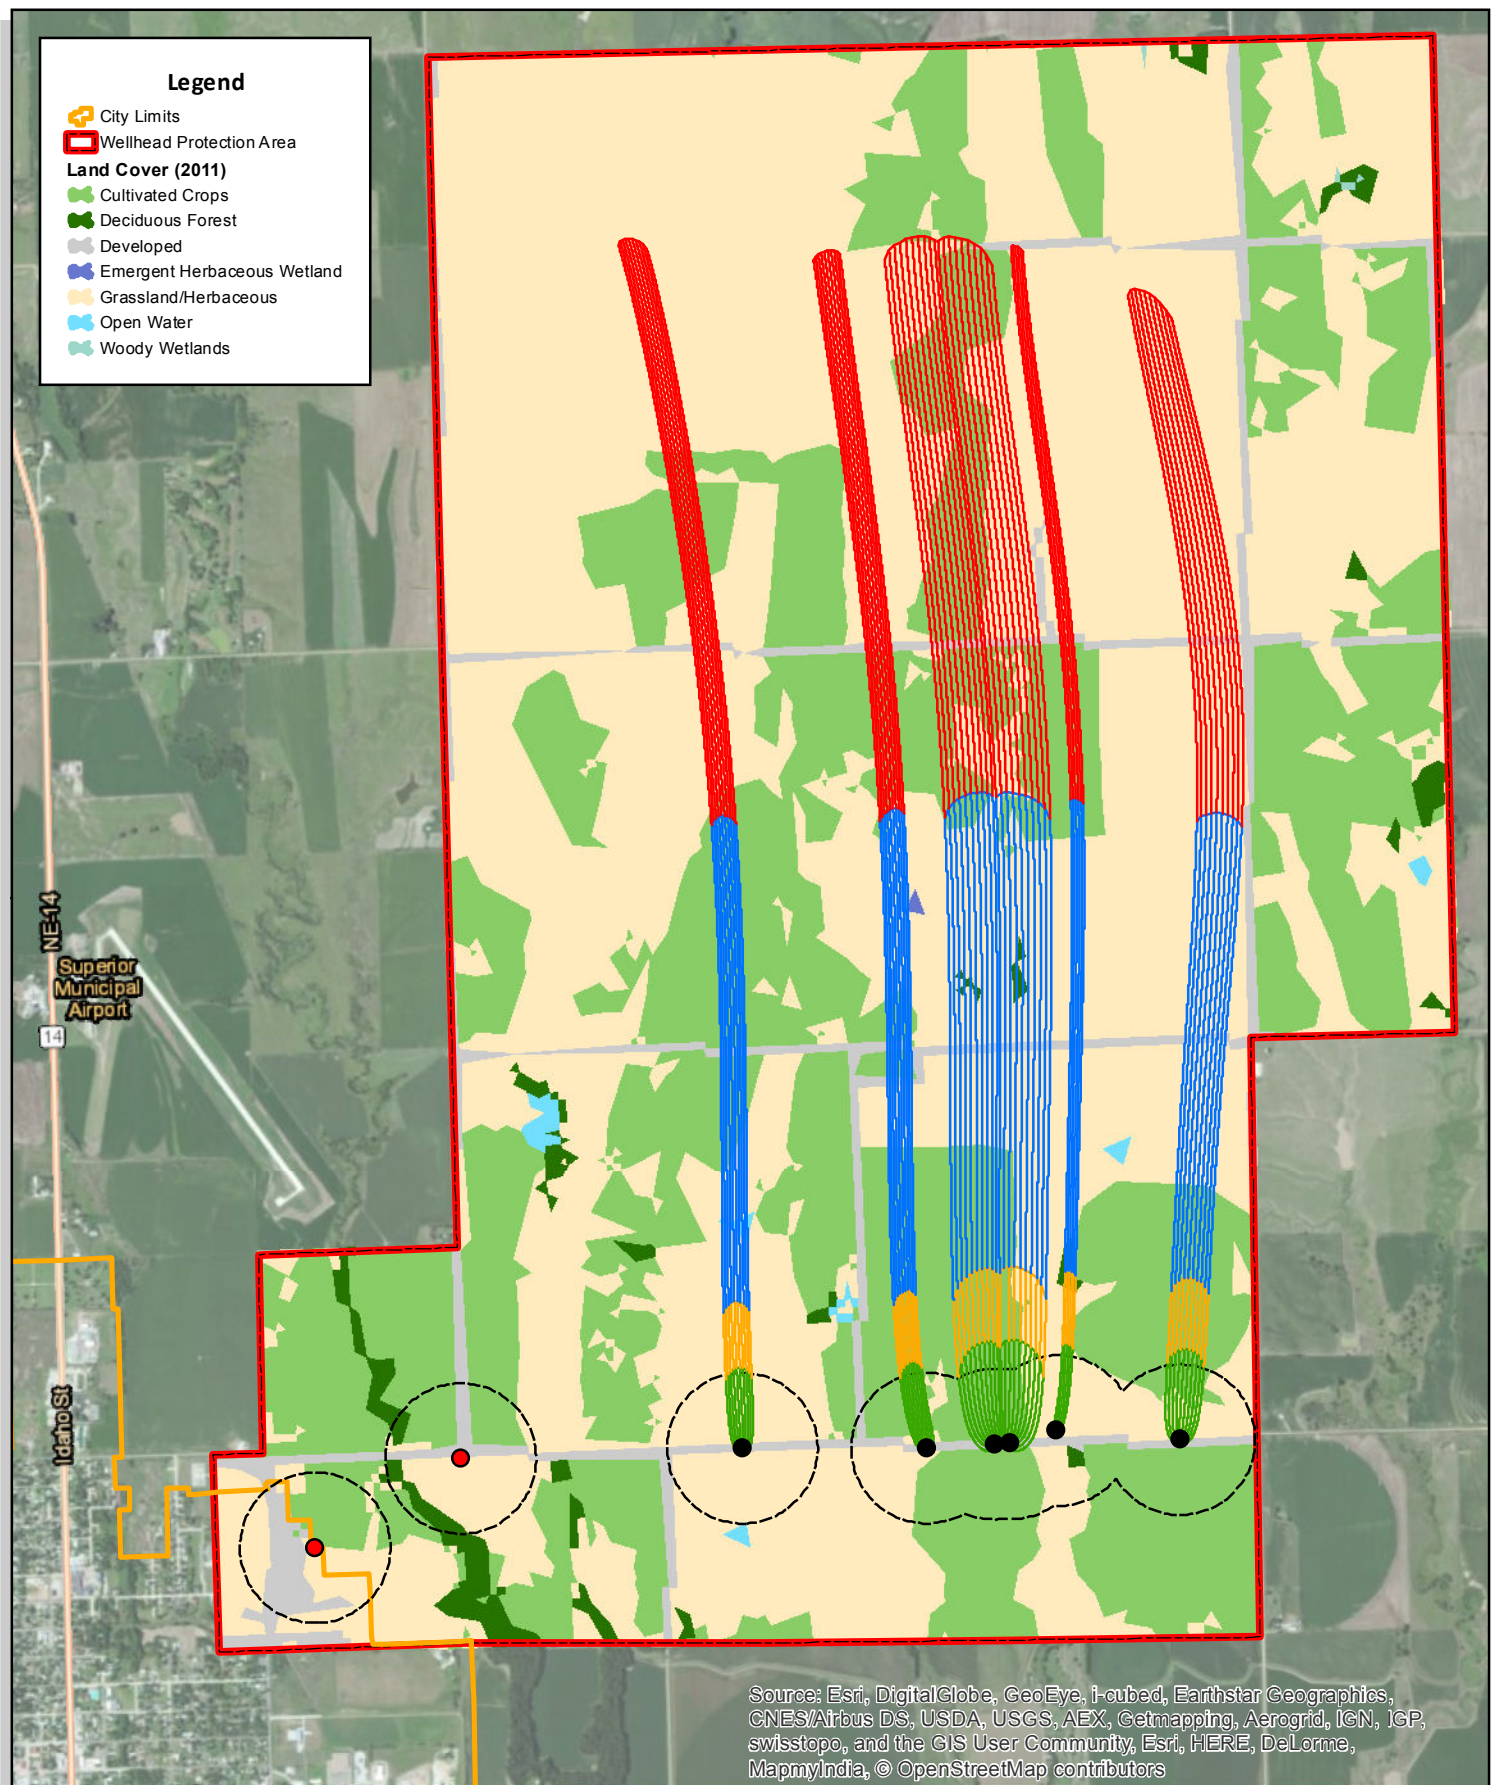 Legend
City Limits
Wellhead Protection Area
Land Cover (2011)
Cultivated Crops
Deciduous Forest
Developed
Emergent Herbaceous Wetland
Grassland/Herbaceous
Open Water
Woody Wetlands
NE-14
Superior
Municipal
Airport
14
Idaho St
Source: Esri, DigitalGlobe, GeoEye, i-cubed, Earthstar Geographics,
CNES/Airbus DS, USDA, USGS, AEX, Getmapping, Aerogrid, IGN, IGP,
swisstopo, and the GIS User Community, Esri, HERE, DeLorme,
MapmyIndia, © OpenStreetMap contributors